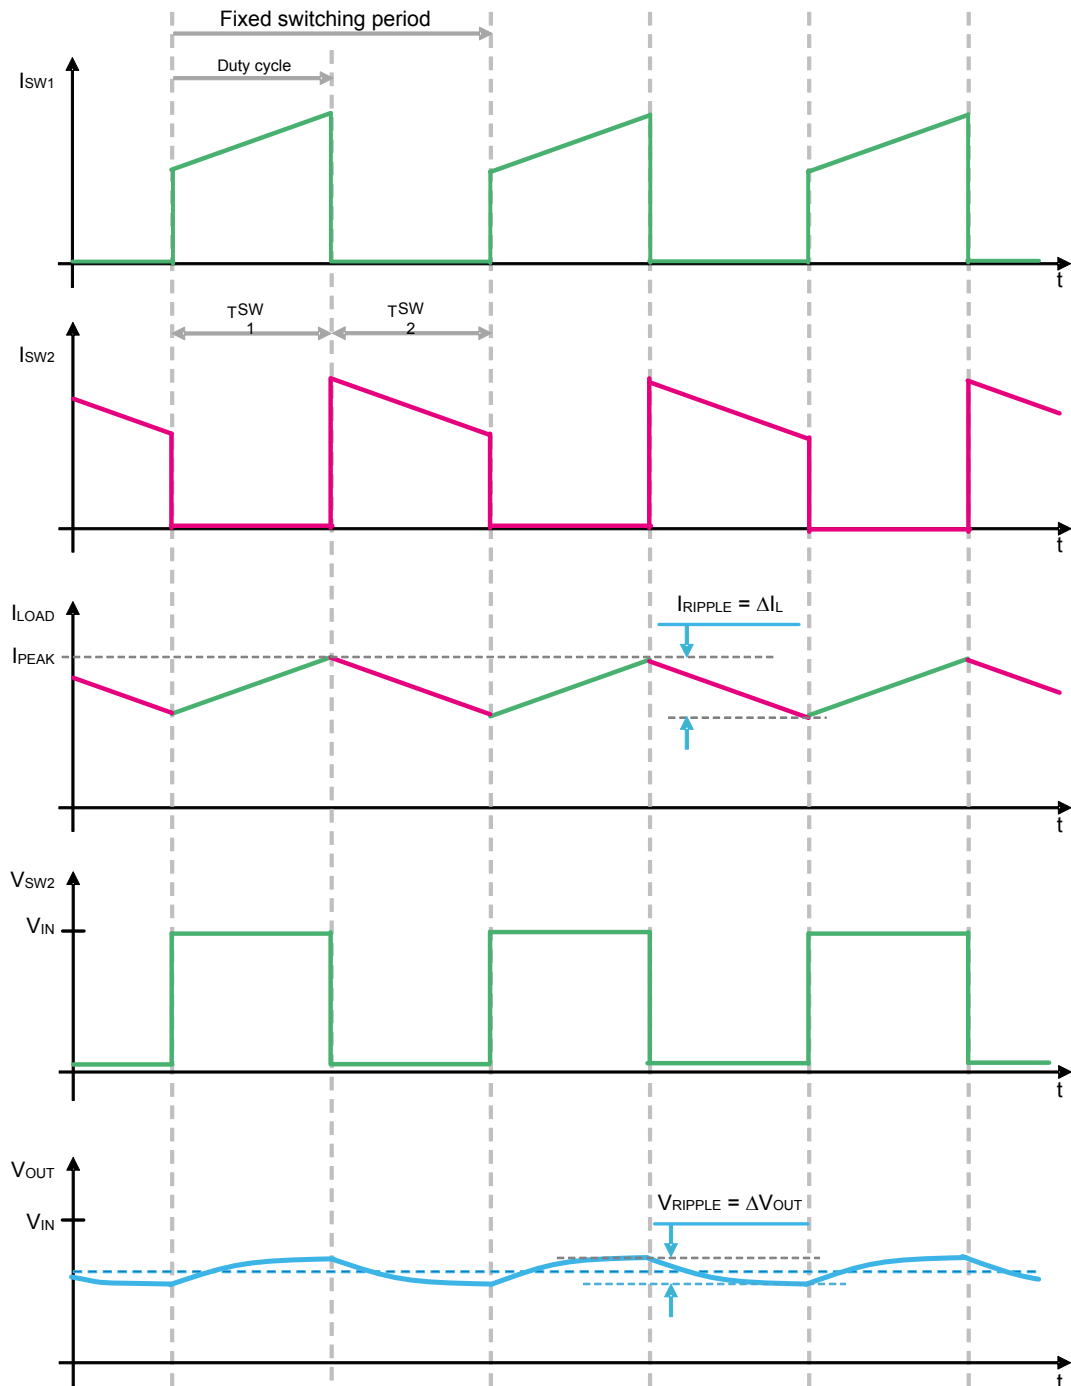 Fixed switching period
Duty cycle
ISW1
t
TSW
1
TSW
2
ISW2
t
ILOAD
IRIPPLE = ΔIL
IPEAK
t
VSW2
VIN
t
VOUT
VRIPPLE = ΔVOUT
VIN
t